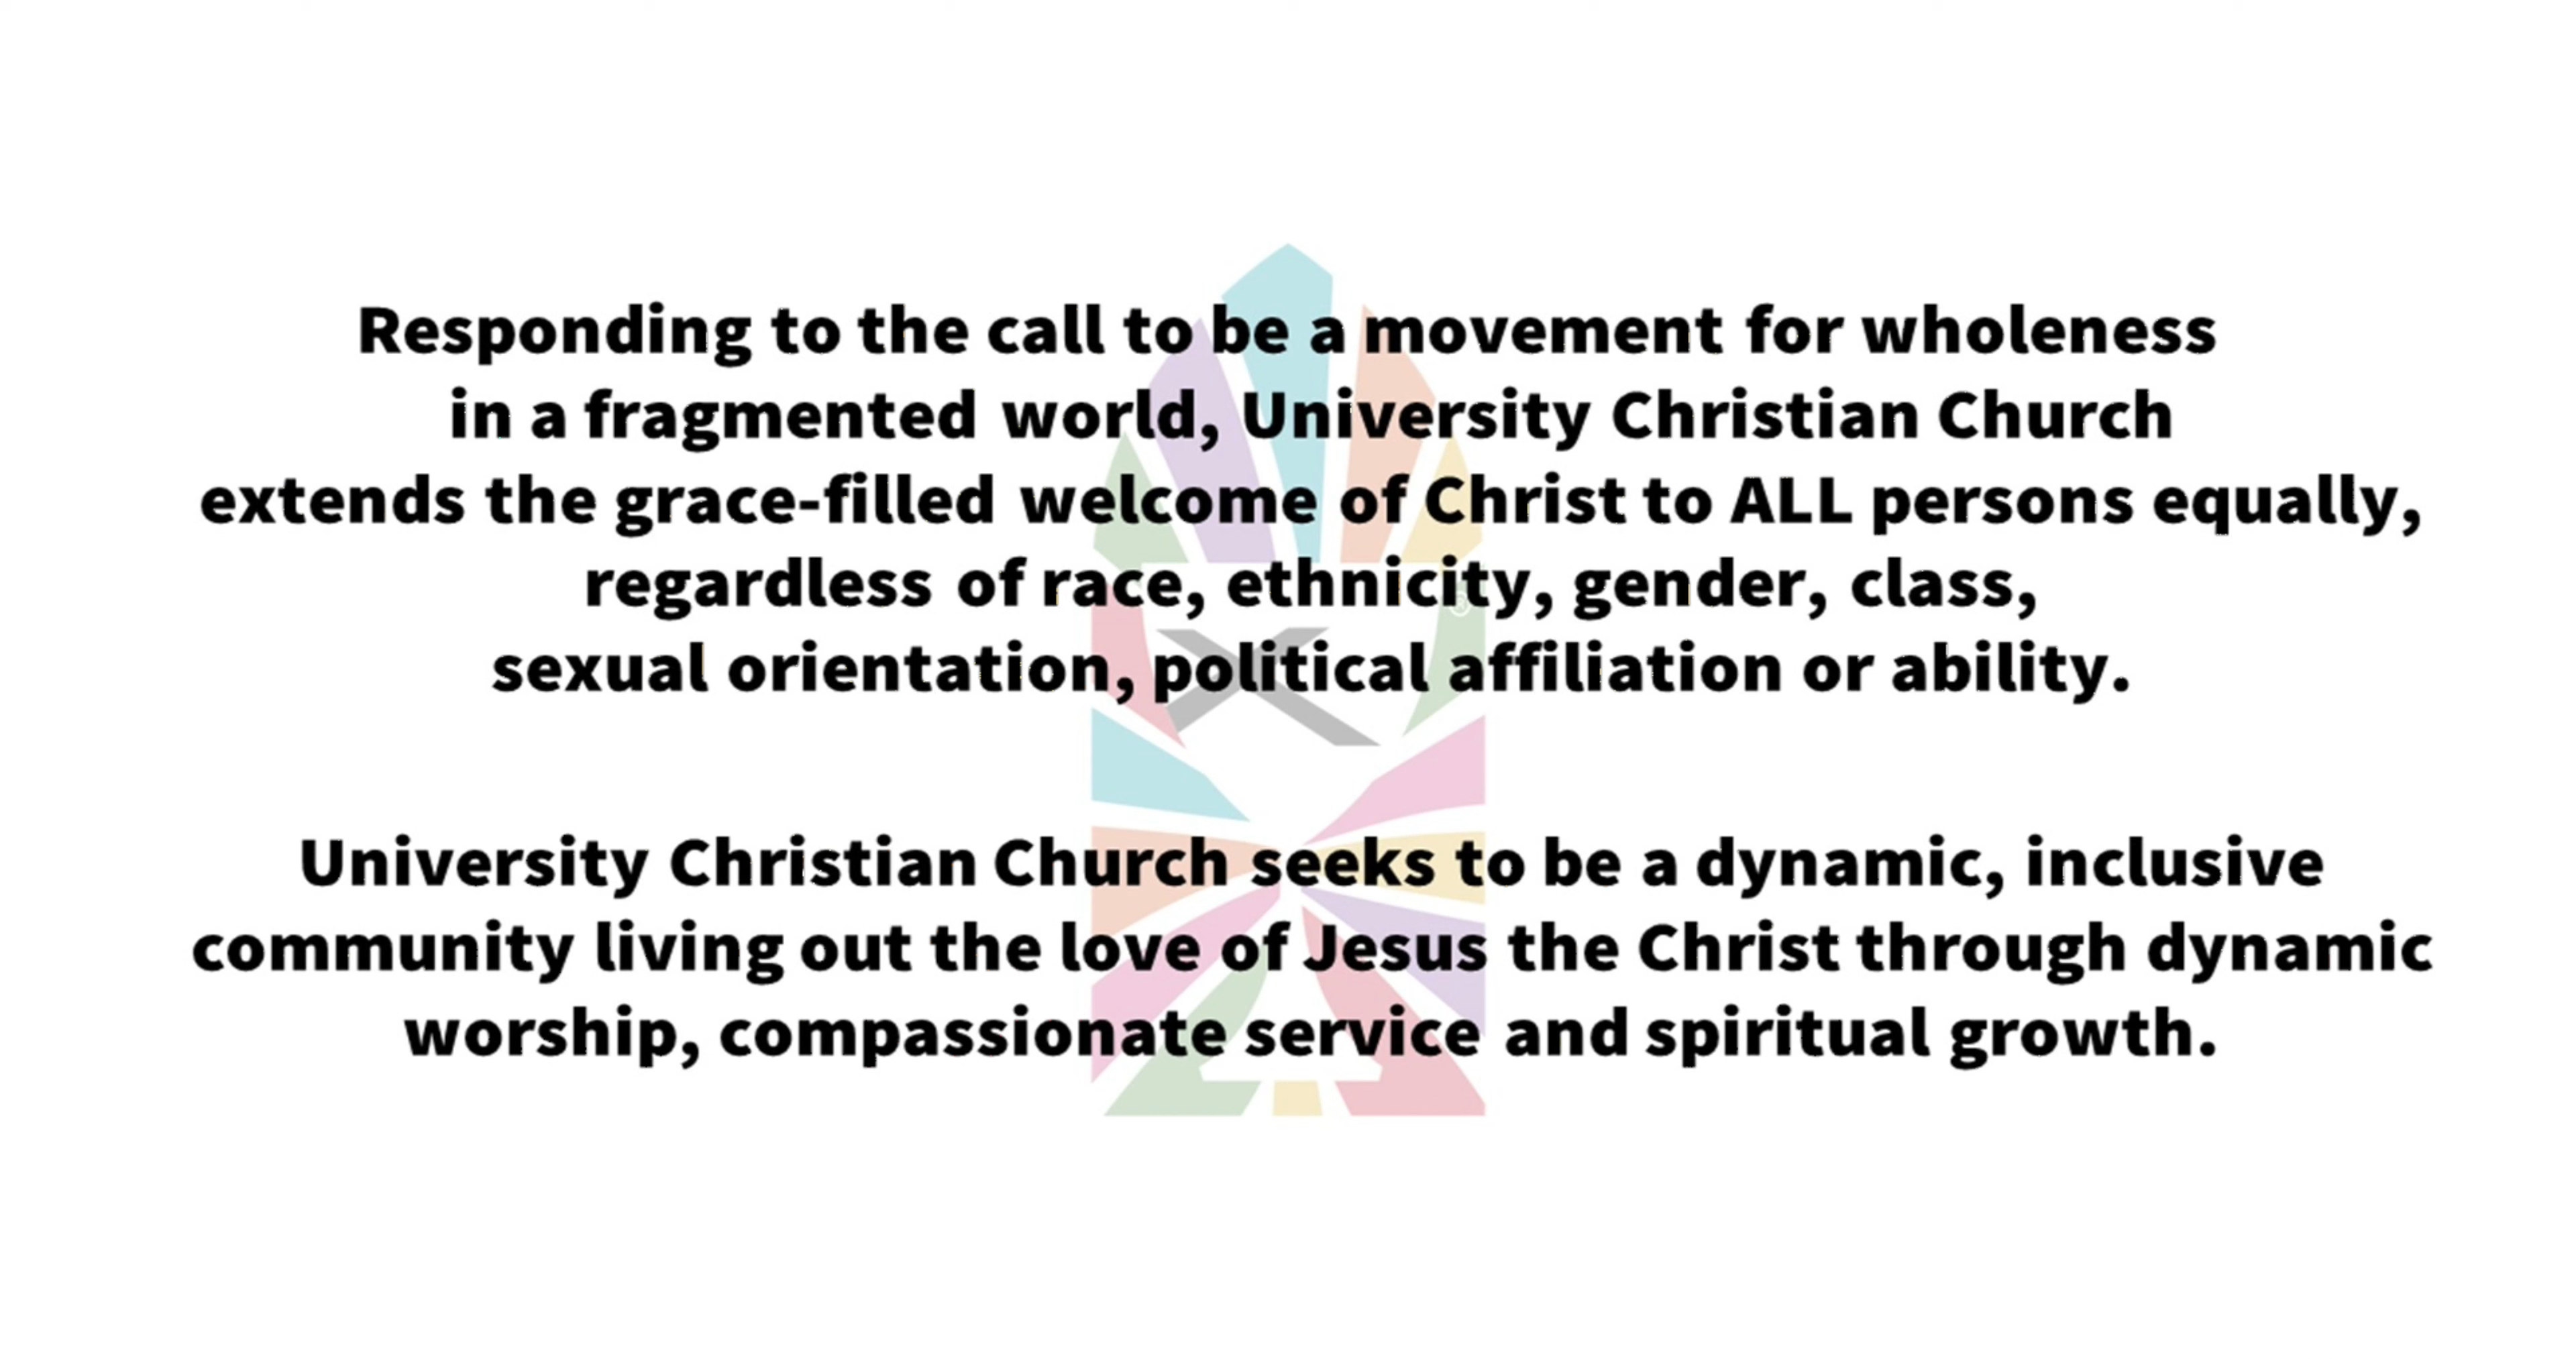 Responding to the call to be a movement for wholeness
in a fragmented world, University Christian Church
extends the grace-filled welcome of Christ to ALL persons equally,
regardless of race, ethnicity, gender, class,
sexual orientation, political affiliation or ability.
University Christian Church seeks to be a dynamic, inclusive
community living out the love of Jesus the Christ through dynamic
worship, compassionate service and spiritual growth.